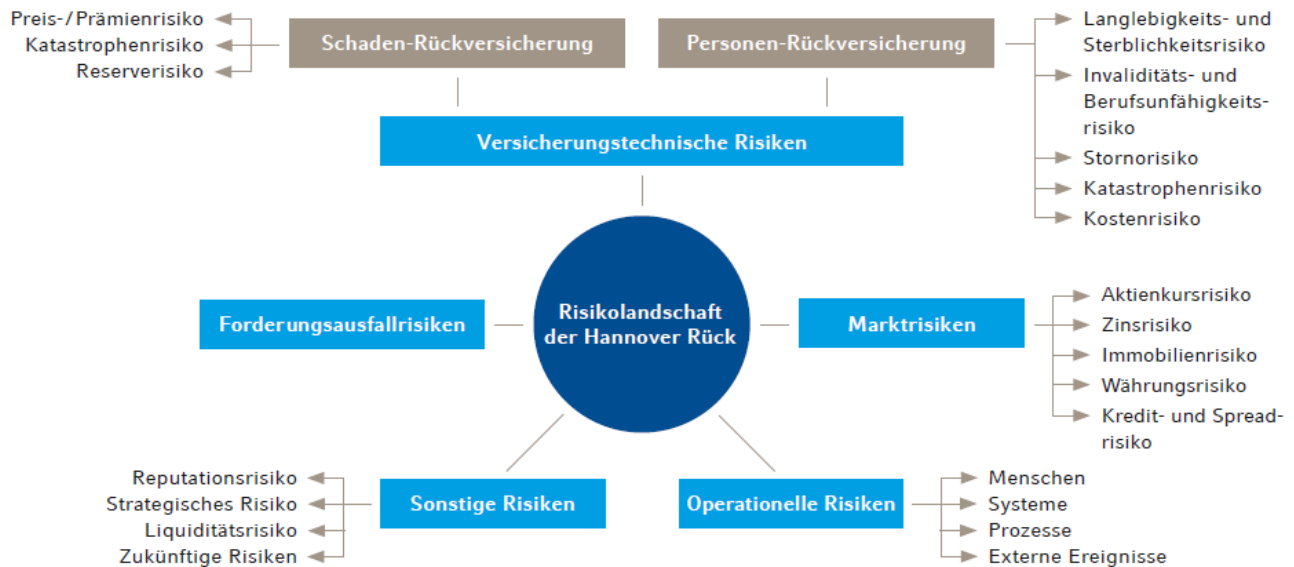 Preis-/Prämienrisiko
Katastrophenrisiko
Reserverisiko
Schaden-Rückversicherung
Personen-Rückversicherung
Langlebigkeits- und
Sterblichkeitsrisiko
Invaliditäts- und
Berufsunfähigkeits-
risiko
Stornorisiko
Katastrophenrisiko
Kostenrisiko
Versicherungstechnische Risiken
Forderungsausfallrisiken
Risikolandschaft
der Hannover Rück
Marktrisiken
Aktienkursrisiko
Zinsrisiko
Immobilienrisiko
Währungsrisiko
Kredit- und Spread-
risiko
Reputationsrisiko
Strategisches Risiko
Liquiditätsrisiko
Zukünftige Risiken
Sonstige Risiken
Operationelle Risiken
Menschen
Systeme
Prozesse
Externe Ereignisse